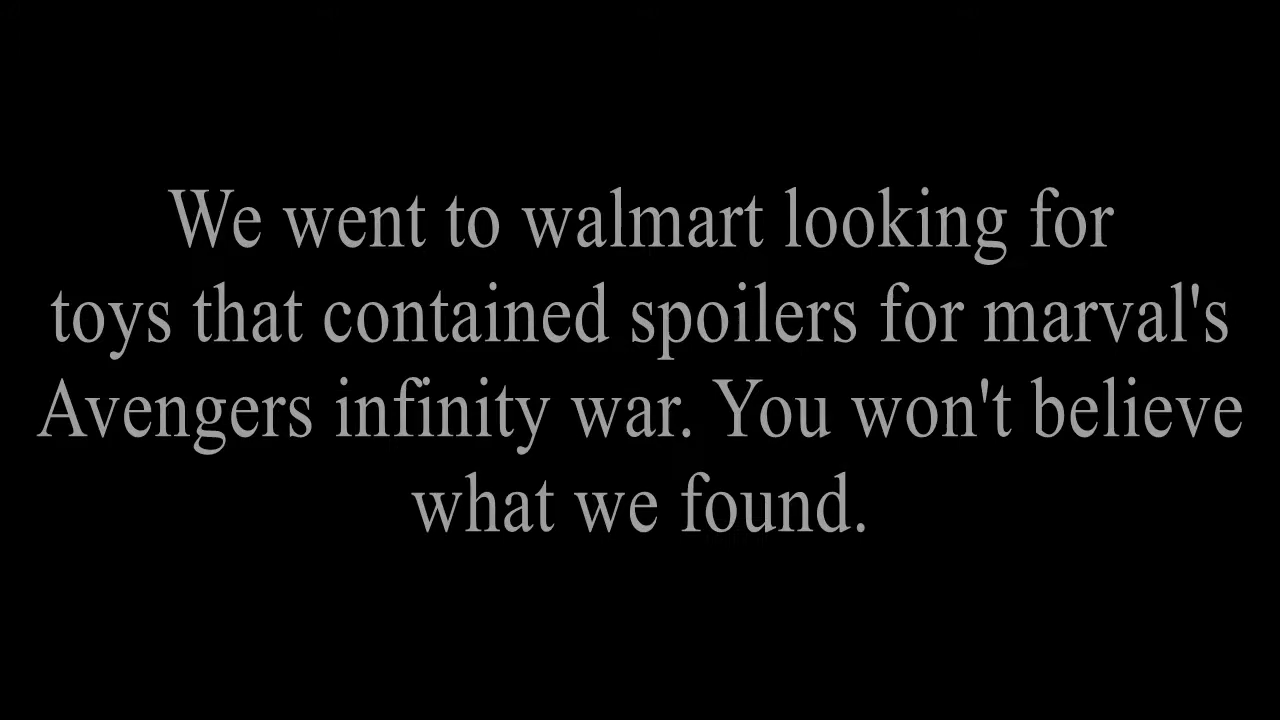 We went to walmart looking for
toys that contained spoilers for marval's
Avengers infinity war. You won't believe
what we found.